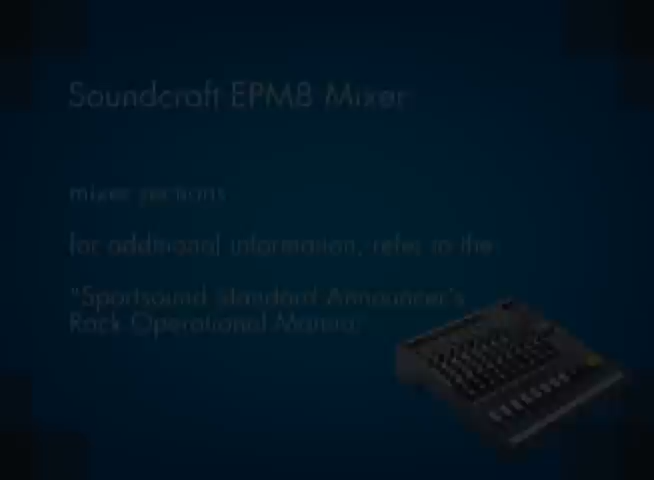 Soundcraft EPM8 Mixer
mixer sections
for additional information, refer to the
"Sportsound Standard Announcer's
Rack Operational Manual"